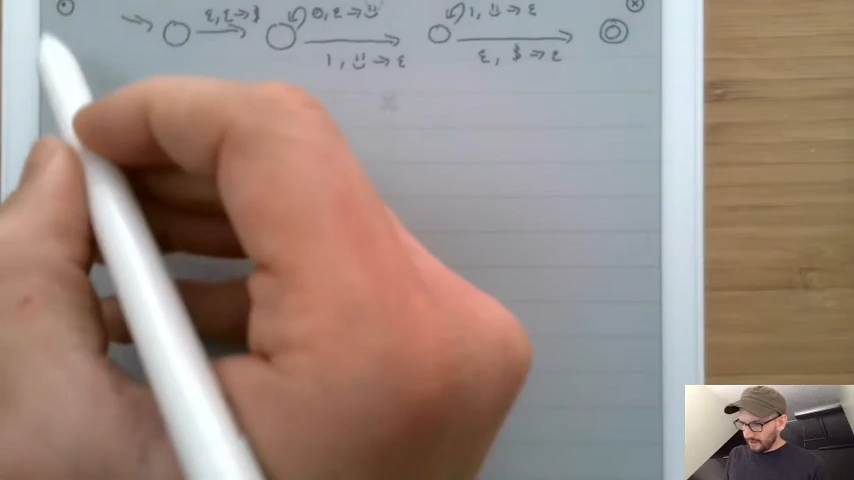 ε, ε → $
0, ε → ☺
1, ☺ → ε
1, ☺ → ε
ε, $ → ε